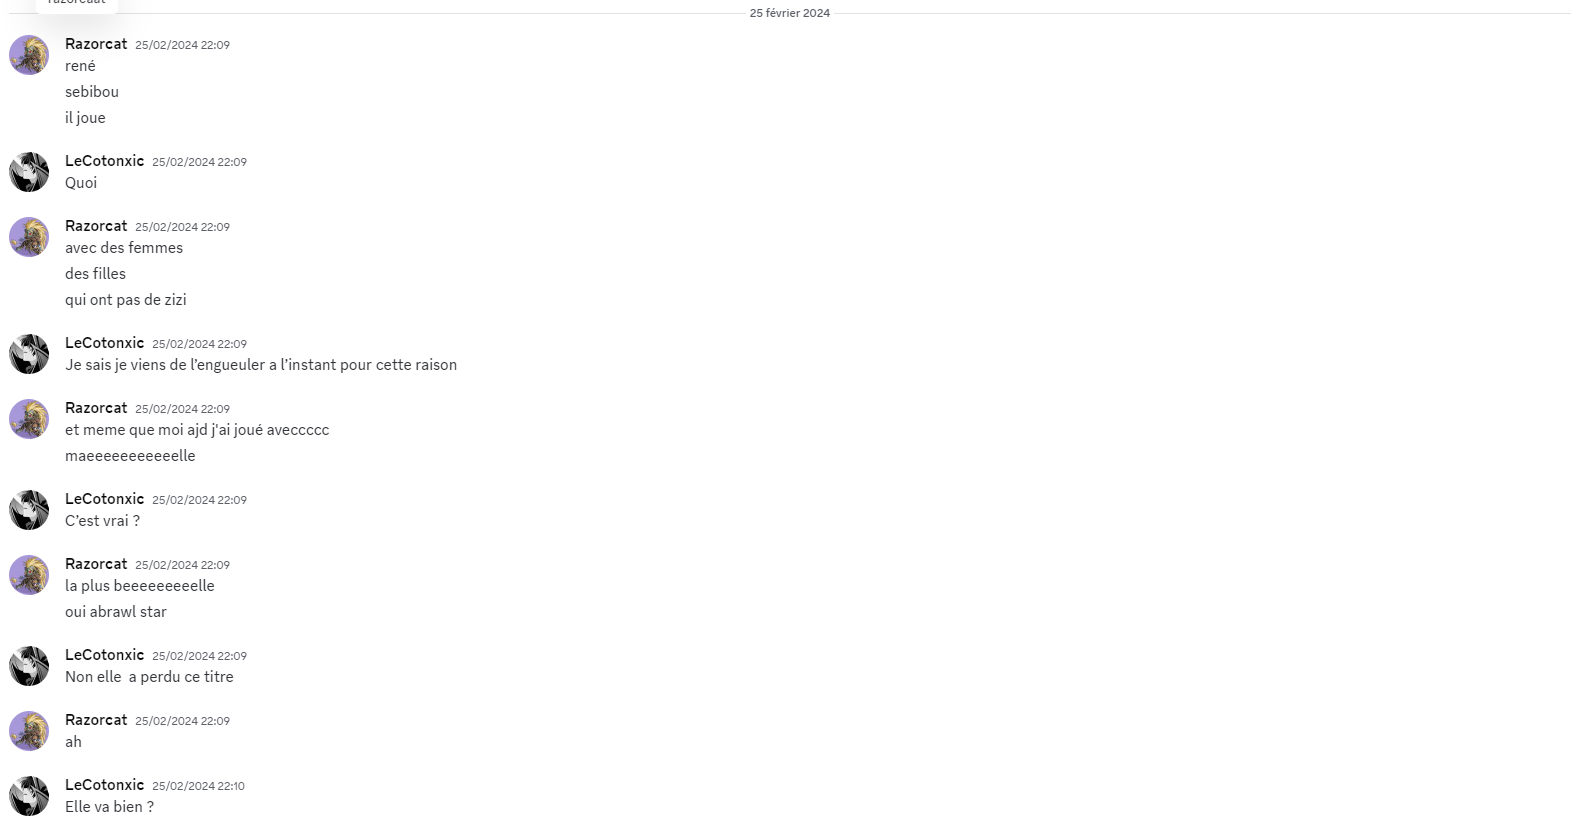 razorcaat
25 février 2024
Razorcat 25/02/2024 22:09
rené
sebibou
il joue
LeCotonxic 25/02/2024 22:09
Quoi
Razorcat 25/02/2024 22:09
avec des femmes
des filles
qui ont pas de zizi
LeCotonxic 25/02/2024 22:09
Je sais je viens de l’engueuler a l’instant pour cette raison
Razorcat 25/02/2024 22:09
et meme que moi ajd j'ai joué aveccccc
maeeeeeeeeeeelle
LeCotonxic 25/02/2024 22:09
C’est vrai ?
Razorcat 25/02/2024 22:09
la plus beeeeeeeeelle
oui abrawl star
LeCotonxic 25/02/2024 22:09
Non elle  a perdu ce titre
Razorcat 25/02/2024 22:09
ah
LeCotonxic 25/02/2024 22:10
Elle va bien ?